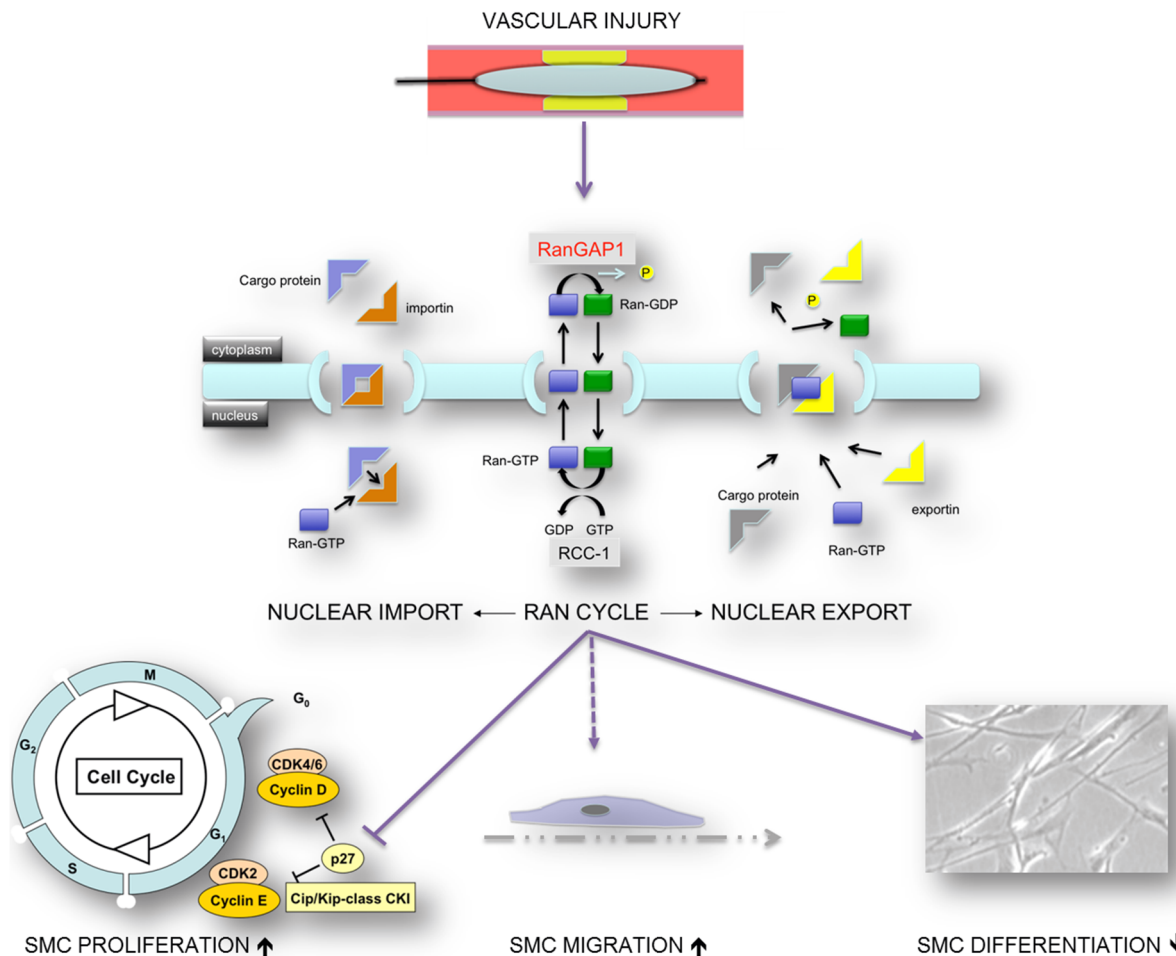 VASCULAR INJURY
RanGAP1
P
Cargo protein
importin
Ran-GDP
P
cytoplasm
nucleus
Ran-GTP
Ran-GTP
GDP GTP
RCC-1
Cargo protein
exportin
Ran-GTP
NUCLEAR IMPORT RAN CYCLE NUCLEAR EXPORT
M
G₀
G₂
Cell Cycle
CDK4/6
Cyclin D
G₁
S
p27
CDK2
Cyclin E
Cip/Kip-class CKI
SMC PROLIFERATION
SMC MIGRATION
SMC DIFFERENTIATION